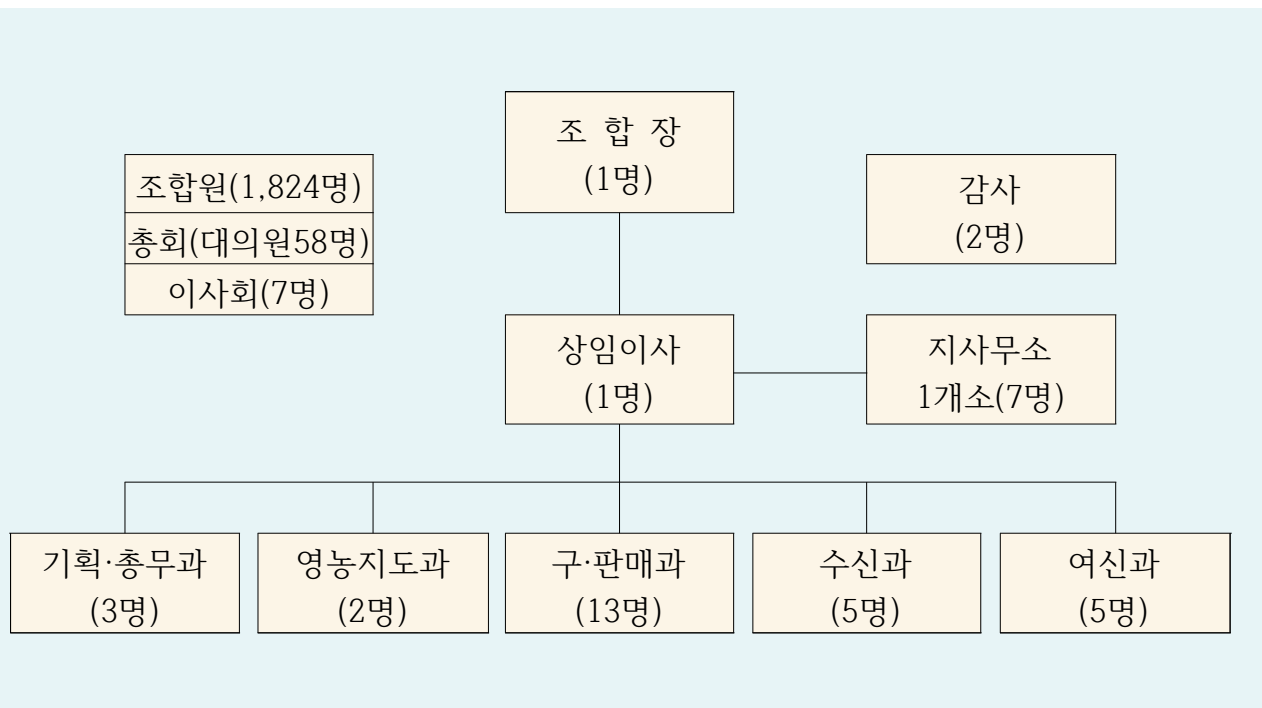 조 합 장
(1명)
조합원(1,824명)
총회(대의원58명)
이사회(7명)
감사
(2명)
상임이사
(1명)
지사무소
1개소(7명)
기획·총무과
(3명)
영농지도과
(2명)
구·판매과
(13명)
수신과
(5명)
여신과
(5명)